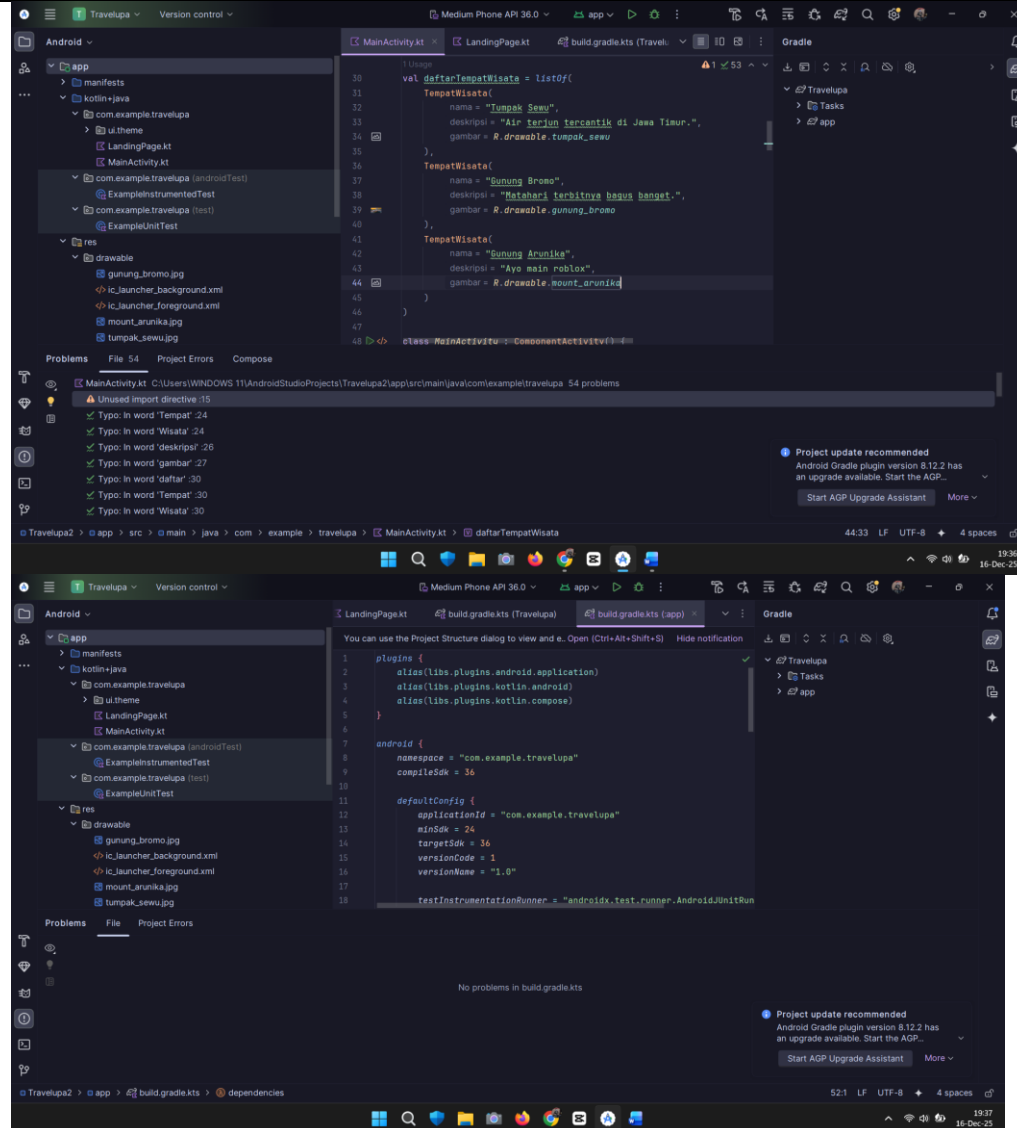 Travelupa Version control Medium Phone API 36.0 app
Android
MainActivity.kt LandingPage.kt build.gradle.kts (Travelu Gradle
app
manifests
kotlin+java
com.example.travelupa
ui.theme
LandingPage.kt
MainActivity.kt
com.example.travelupa (androidTest)
ExampleInstrumentedTest
com.example.travelupa (test)
ExampleUnitTest
res
drawable
gunung_bromo.jpg
ic_launcher_background.xml
ic_launcher_foreground.xml
mount_arunika.jpg
tumpak_sewu.jpg
1 Usage
1 53
30 val daftarTempatWisata = listOf(
31 TempatWisata(
32 nama = "Tumpak Sewu",
33 deskripsi = "Air terjun tercantik di Jawa Timur.",
34 gambar = R.drawable.tumpak_sewu
35 ),
36 TempatWisata(
37 nama = "Gunung Bromo",
38 deskripsi = "Matahari terbitnya bagus banget.",
39 gambar = R.drawable.gunung_bromo
40 ),
41 TempatWisata(
42 nama = "Gunung Arunika",
43 deskripsi = "Ayo main roblox",
44 gambar = R.drawable.mount_arunika
45 )
46 )
47
48 class MainActivity : ComponentActivity() {
Travelupa
Tasks
app
Problems File 54 Project Errors Compose
MainActivity.kt C:\Users\WINDOWS 11\AndroidStudioProjects\Travelupa2\app\src\main\java\com\example\travelupa 54 problems
Unused import directive :15
Typo: In word 'Tempat' :24
Typo: In word 'Wisata' :24
Typo: In word 'deskripsi' :26
Typo: In word 'gambar' :27
Typo: In word 'daftar' :30
Typo: In word 'Tempat' :30
Typo: In word 'Wisata' :30
Project update recommended
Android Gradle plugin version 8.12.2 has
an upgrade available. Start the AGP...
Start AGP Upgrade Assistant More
Travelupa2 > app > src > main > java > com > example > travelupa > MainActivity.kt > daftarTempatWisata 44:33 LF UTF-8 4 spaces
19:36
16-Dec-25
Travelupa Version control Medium Phone API 36.0 app
Android
LandingPage.kt build.gradle.kts (Travelupa) build.gradle.kts (:app) Gradle
app
manifests
kotlin+java
com.example.travelupa
ui.theme
LandingPage.kt
MainActivity.kt
com.example.travelupa (androidTest)
ExampleInstrumentedTest
com.example.travelupa (test)
ExampleUnitTest
res
drawable
gunung_bromo.jpg
ic_launcher_background.xml
ic_launcher_foreground.xml
mount_arunika.jpg
tumpak_sewu.jpg
You can use the Project Structure dialog to view and e.. Open (Ctrl+Alt+Shift+S) Hide notification
1 plugins {
2 alias(libs.plugins.android.application)
3 alias(libs.plugins.kotlin.android)
4 alias(libs.plugins.kotlin.compose)
5 }
6
7 android {
8 namespace = "com.example.travelupa"
9 compileSdk = 36
10
11 defaultConfig {
12 applicationId = "com.example.travelupa"
13 minSdk = 24
14 targetSdk = 36
15 versionCode = 1
16 versionName = "1.0"
17
18 testInstrumentationRunner = "androidx.test.runner.AndroidJUnitRun
Travelupa
Tasks
app
Problems File Project Errors
No problems in build.gradle.kts
Project update recommended
Android Gradle plugin version 8.12.2 has
an upgrade available. Start the AGP...
Start AGP Upgrade Assistant More
Travelupa2 > app > build.gradle.kts > dependencies 52:1 LF UTF-8 4 spaces
19:37
16-Dec-25